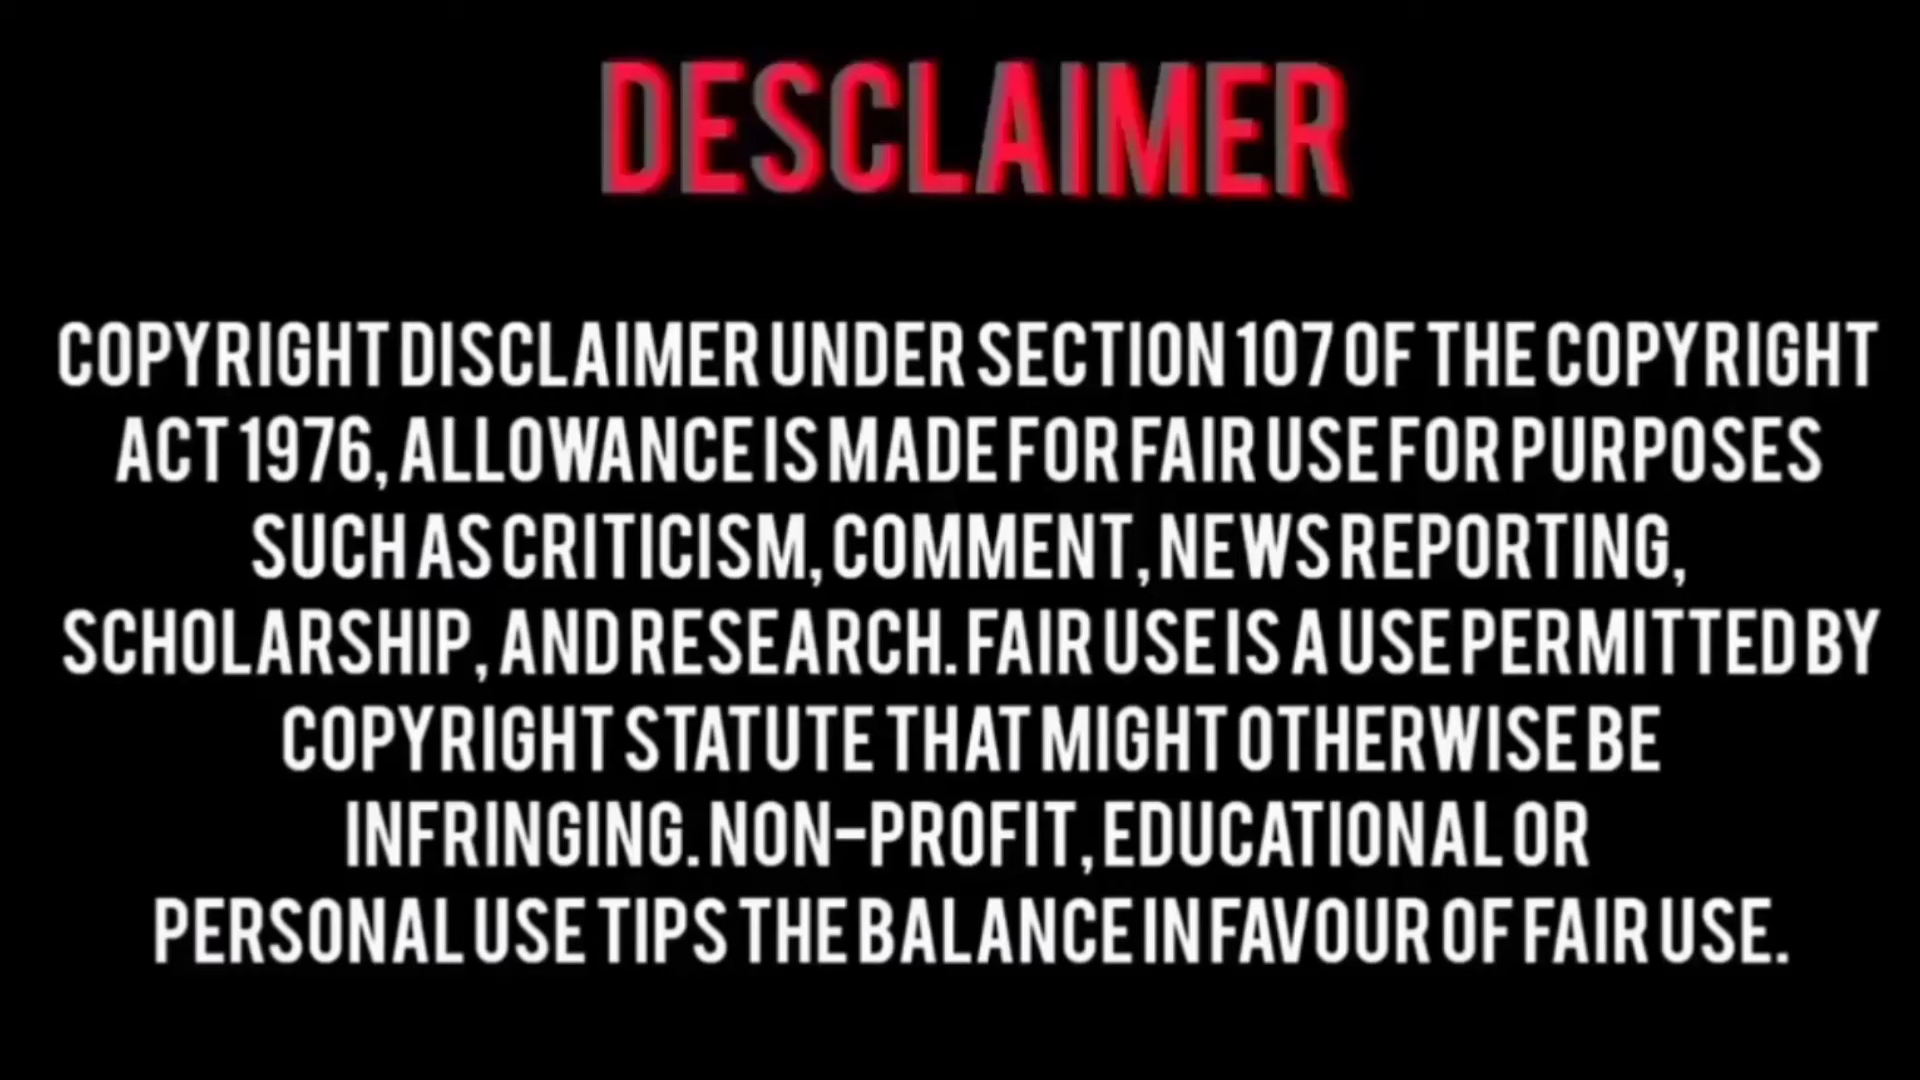 DESCLAIMER
COPYRIGHT DISCLAIMER UNDER SECTION 107 OF THE COPYRIGHT
ACT 1976, ALLOWANCE IS MADE FOR FAIR USE FOR PURPOSES
SUCH AS CRITICISM, COMMENT, NEWS REPORTING,
SCHOLARSHIP, AND RESEARCH. FAIR USE IS A USE PERMITTED BY
COPYRIGHT STATUTE THAT MIGHT OTHERWISE BE
INFRINGING. NON-PROFIT, EDUCATIONAL OR
PERSONAL USE TIPS THE BALANCE IN FAVOUR OF FAIR USE.